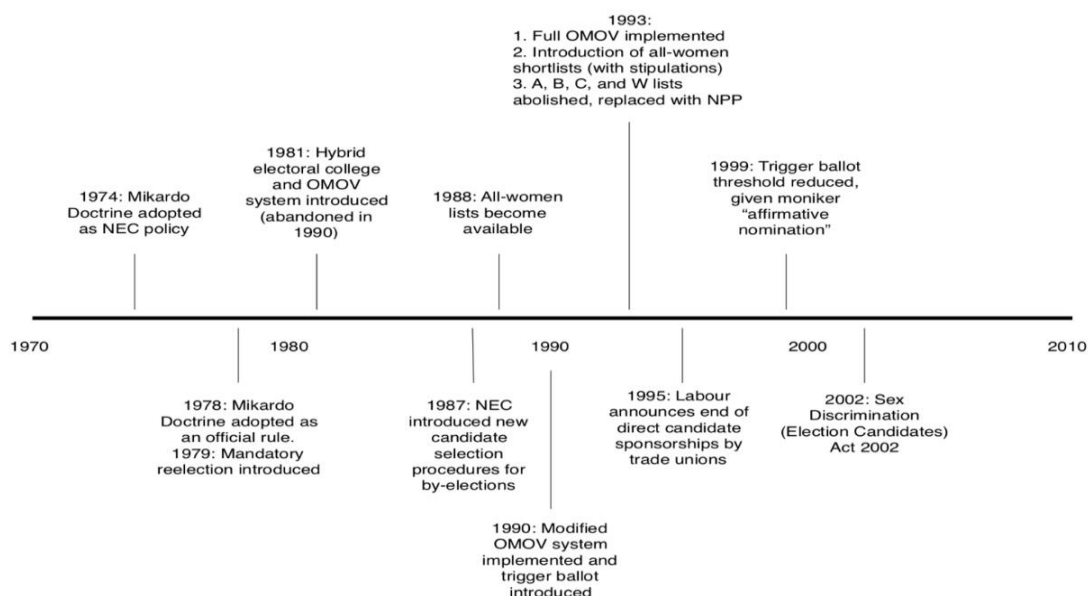 1993:
1. Full OMOV implemented
2. Introduction of all-women
shortlists (with stipulations)
3. A, B, C, and W lists
abolished, replaced with NPP
1981: Hybrid
electoral college
and OMOV
system introduced
(abandoned in
1990)
1999: Trigger ballot
threshold reduced,
given moniker
“affirmative
nomination”
1974: Mikardo
Doctrine adopted
as NEC policy
1988: All-women
lists become
available
1970
1980
1990
2000
2010
1978: Mikardo
Doctrine adopted as
an official rule.
1979: Mandatory
reelection introduced
1987: NEC
introduced new
candidate
selection
procedures for
by-elections
1995: Labour
announces end of
direct candidate
sponsorships by
trade unions
2002: Sex
Discrimination
(Election Candidates)
Act 2002
1990: Modified
OMOV system
implemented and
trigger ballot
introduced